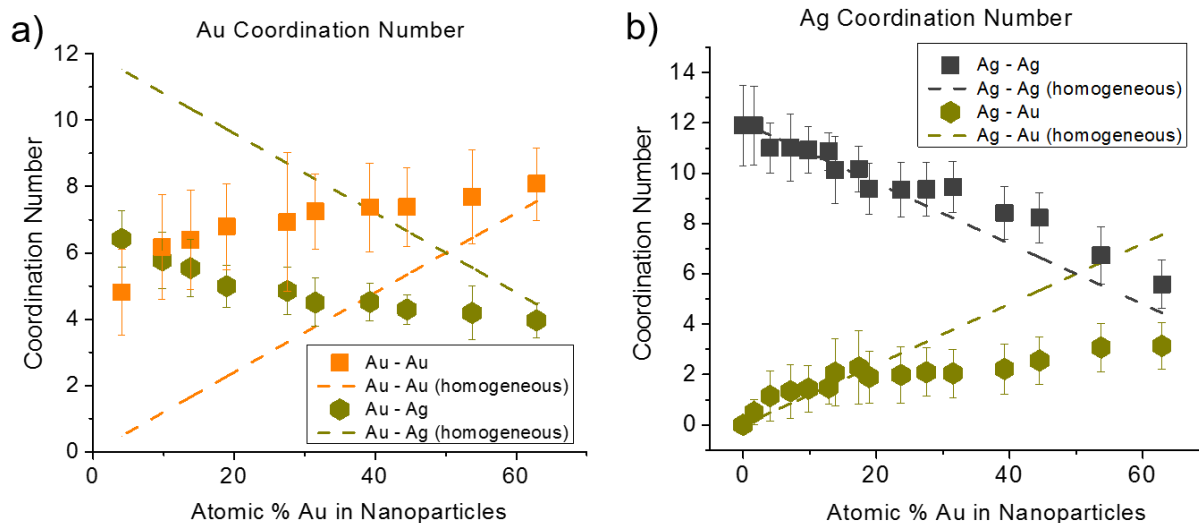 a)
Au Coordination Number
12
10
8
6
4
2
0
Coordination Number
Au - Au
Au - Au (homogeneous)
Au - Ag
Au - Ag (homogeneous)
0
20
40
60
Atomic % Au in Nanoparticles
b)
Ag Coordination Number
14
12
10
8
6
4
2
0
Coordination Number
Ag - Ag
Ag - Ag (homogeneous)
Ag - Au
Ag - Au (homogeneous)
0
20
40
60
Atomic % Au in Nanoparticles